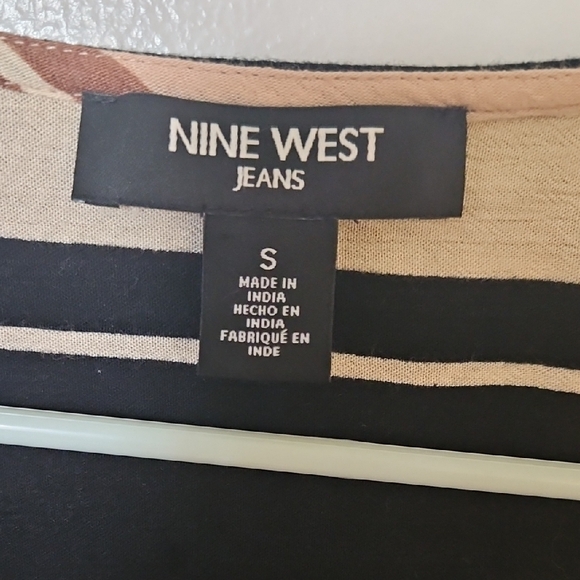 NINE WEST
JEANS
S
MADE IN
INDIA
HECHO EN
INDIA
FABRIQUÉ EN
INDE